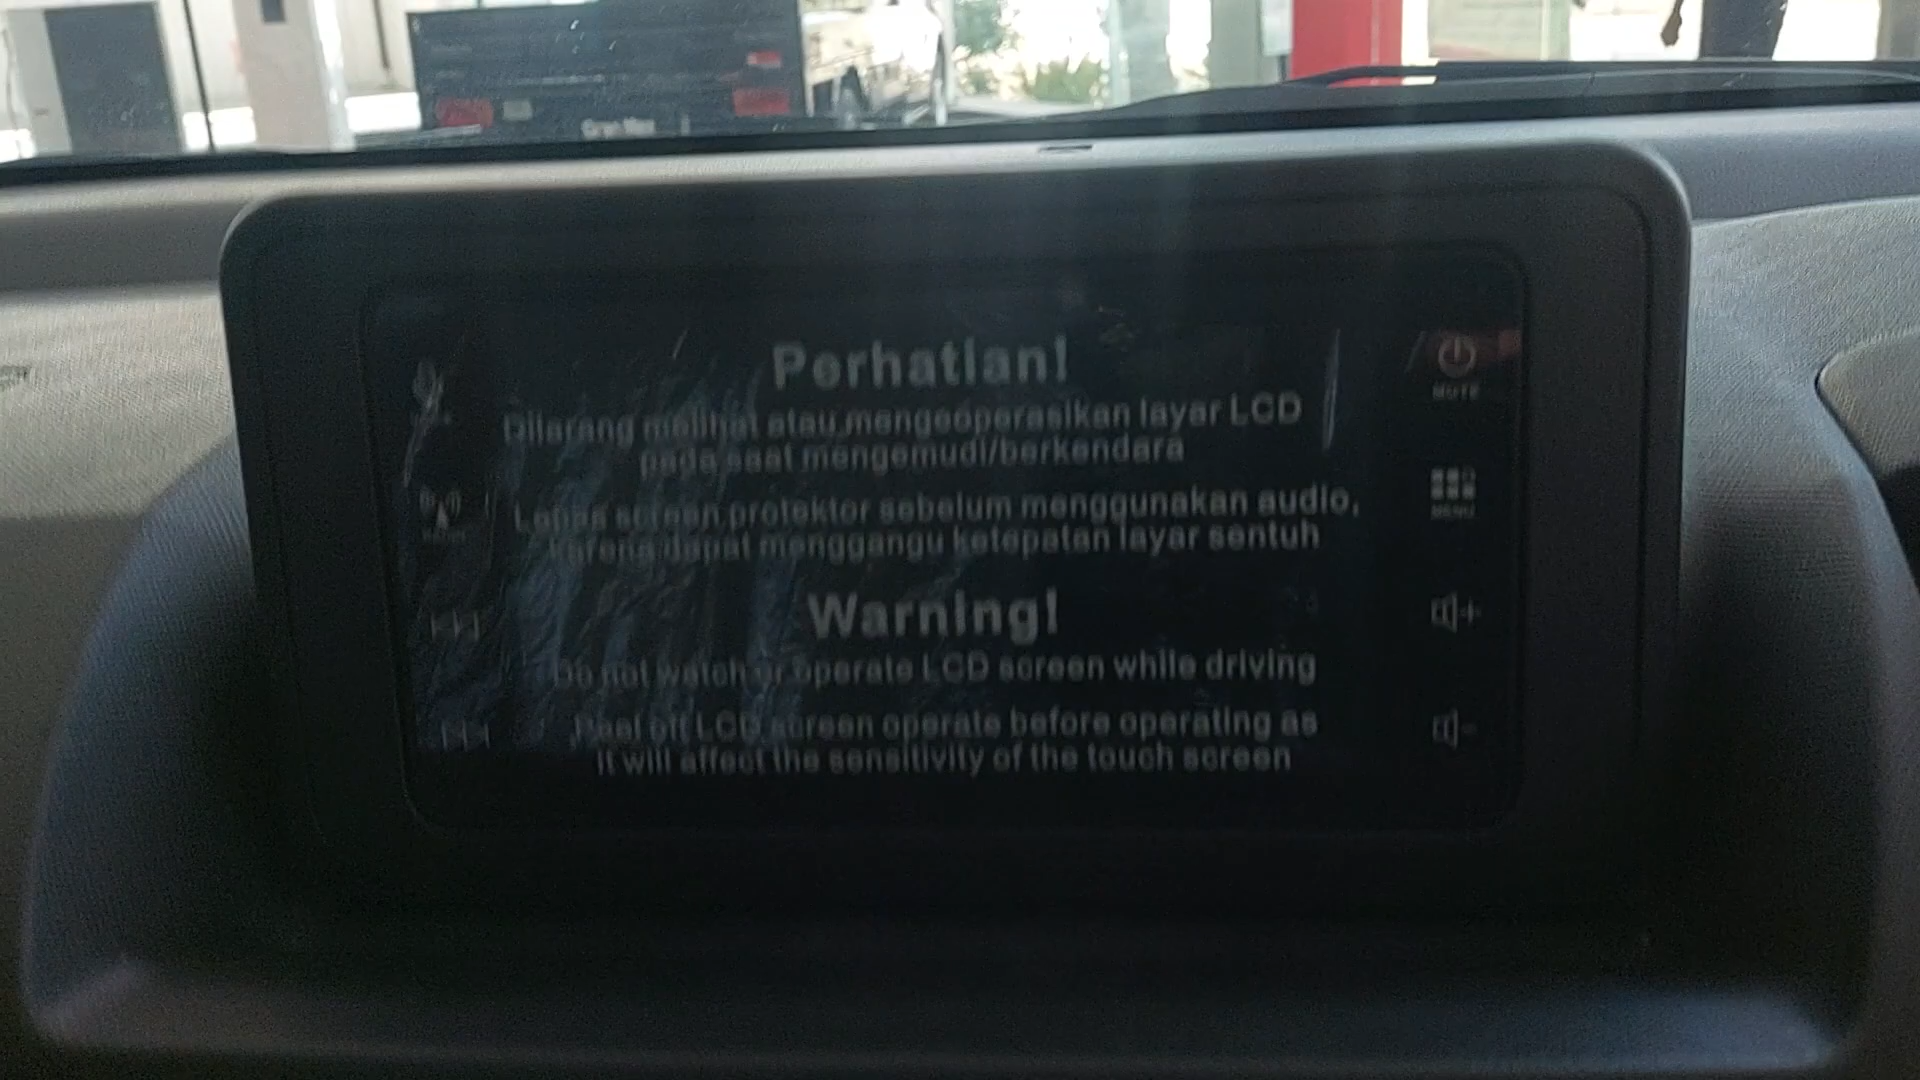 Perhatian!
Dilarang melihat atau mengeoperasikan layar LCD
pada saat mengemudi/berkendara
Lepas screen protektor sebelum menggunakan audio,
karena dapat menggangu ketepatan layar sentuh
Warning!
Do not watch or operate LCD screen while driving
Peel off LCD screen operate before operating as
it will affect the sensitivity of the touch screen
MUTE
MENU